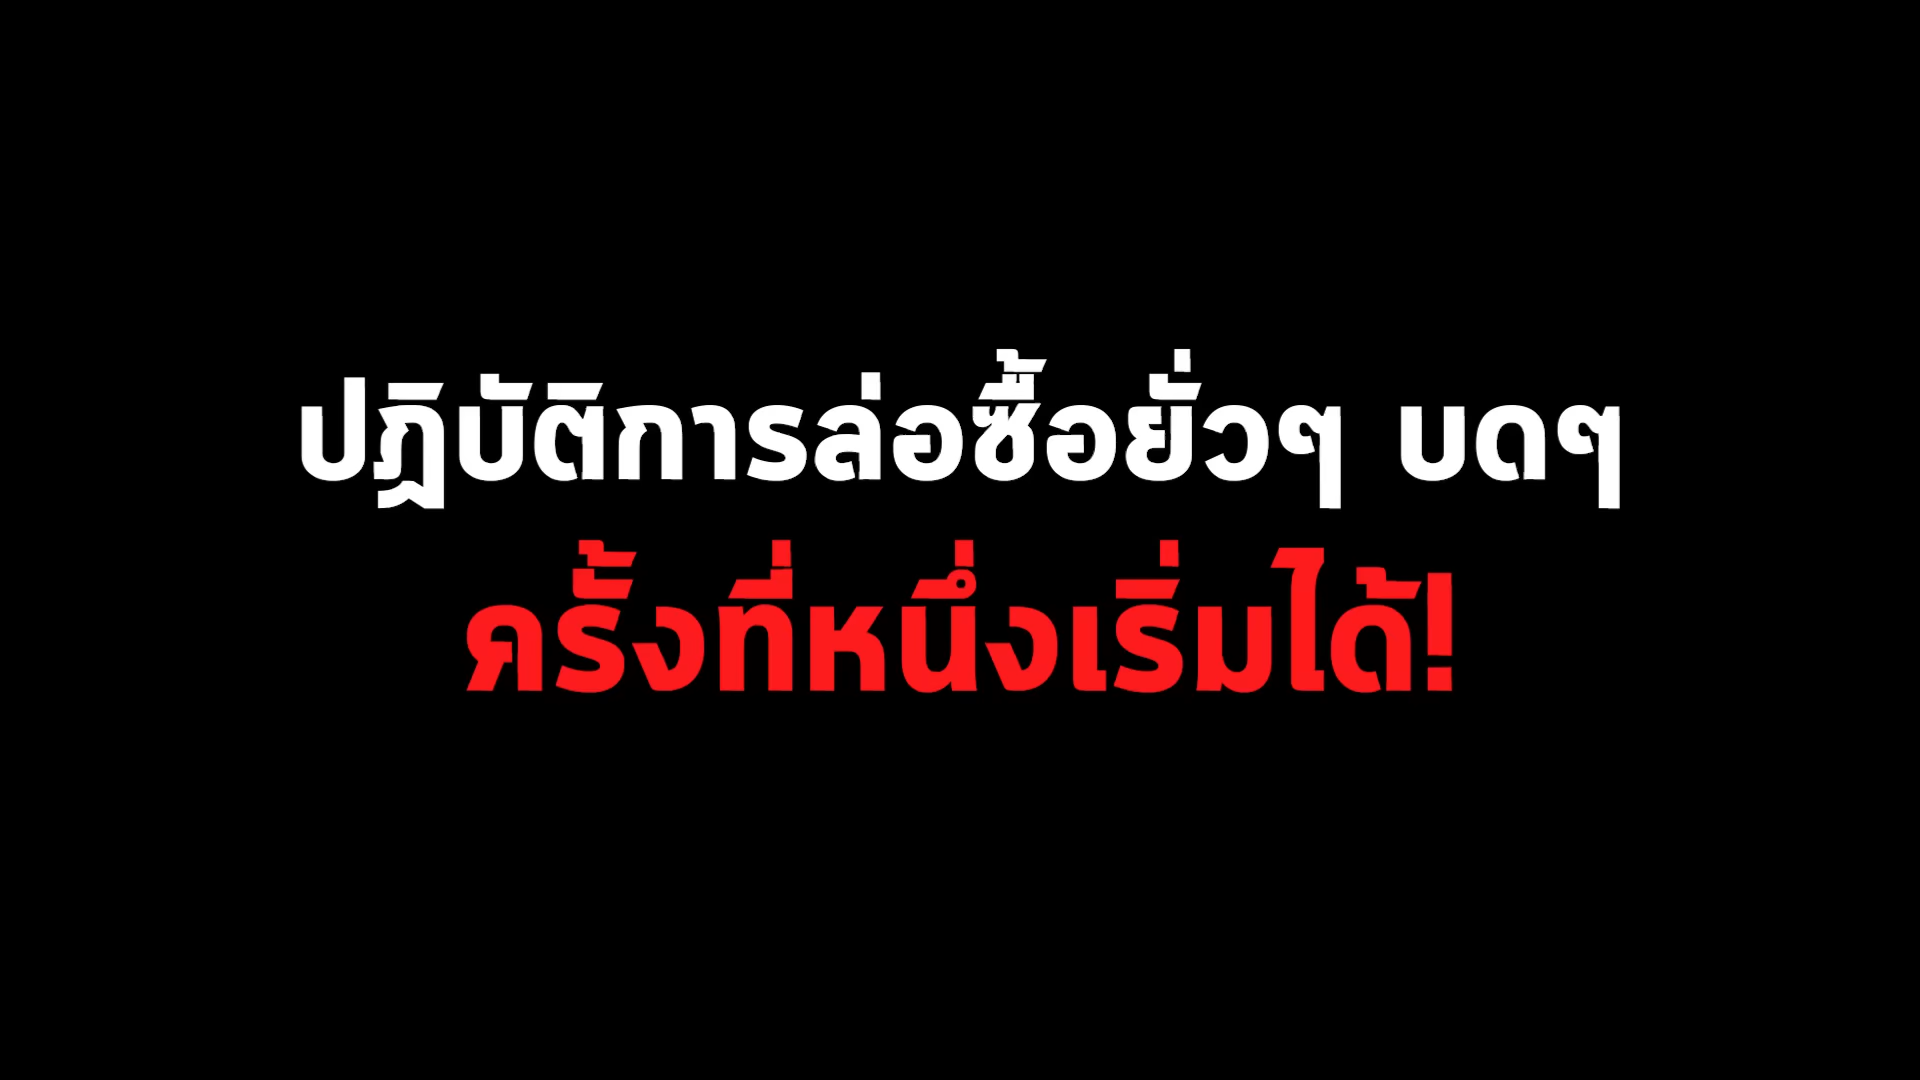 ปฏิบัติการล่อซื้อยั่วๆ บดๆ
ครั้งที่หนึ่งเริ่มได้!